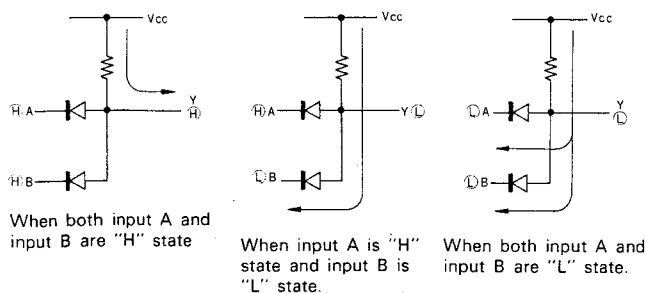 Vcc
Y
Ⓗ A
Ⓗ
Ⓗ B
When both input A and
input B are "H" state
Vcc
Ⓗ A
Y Ⓛ
Ⓛ B
When input A is "H"
state and input B is
"L" state.
Vcc
Y
Ⓛ A
Ⓛ
Ⓛ B
When both input A and
input B are "L" state.